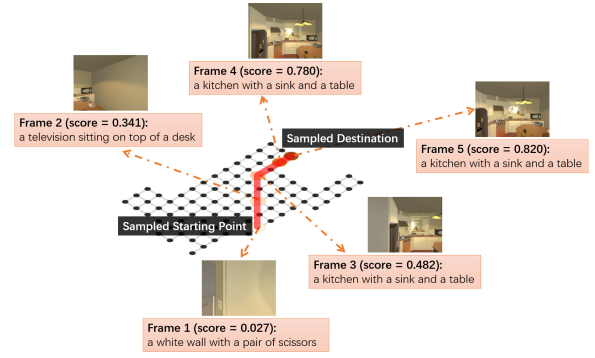 Frame 4 (score = 0.780):
a kitchen with a sink and a table
Frame 2 (score = 0.341):
a television sitting on top of a desk
Sampled Destination
Frame 5 (score = 0.820):
a kitchen with a sink and a table
Sampled Starting Point
Frame 3 (score = 0.482):
a kitchen with a sink and a table
Frame 1 (score = 0.027):
a white wall with a pair of scissors